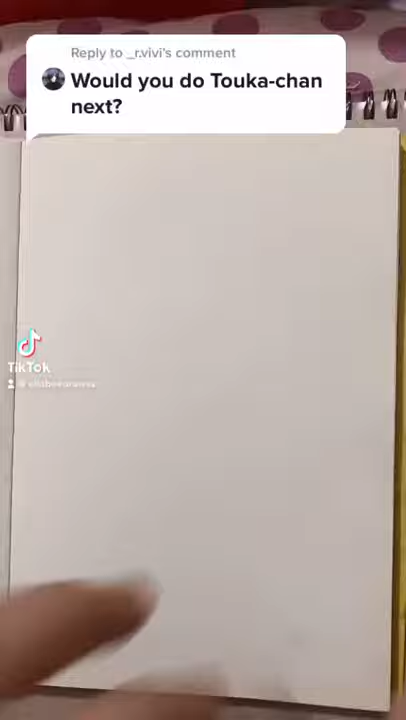 Reply to _r.vivi's comment
Would you do Touka-chan
next?
TikTok